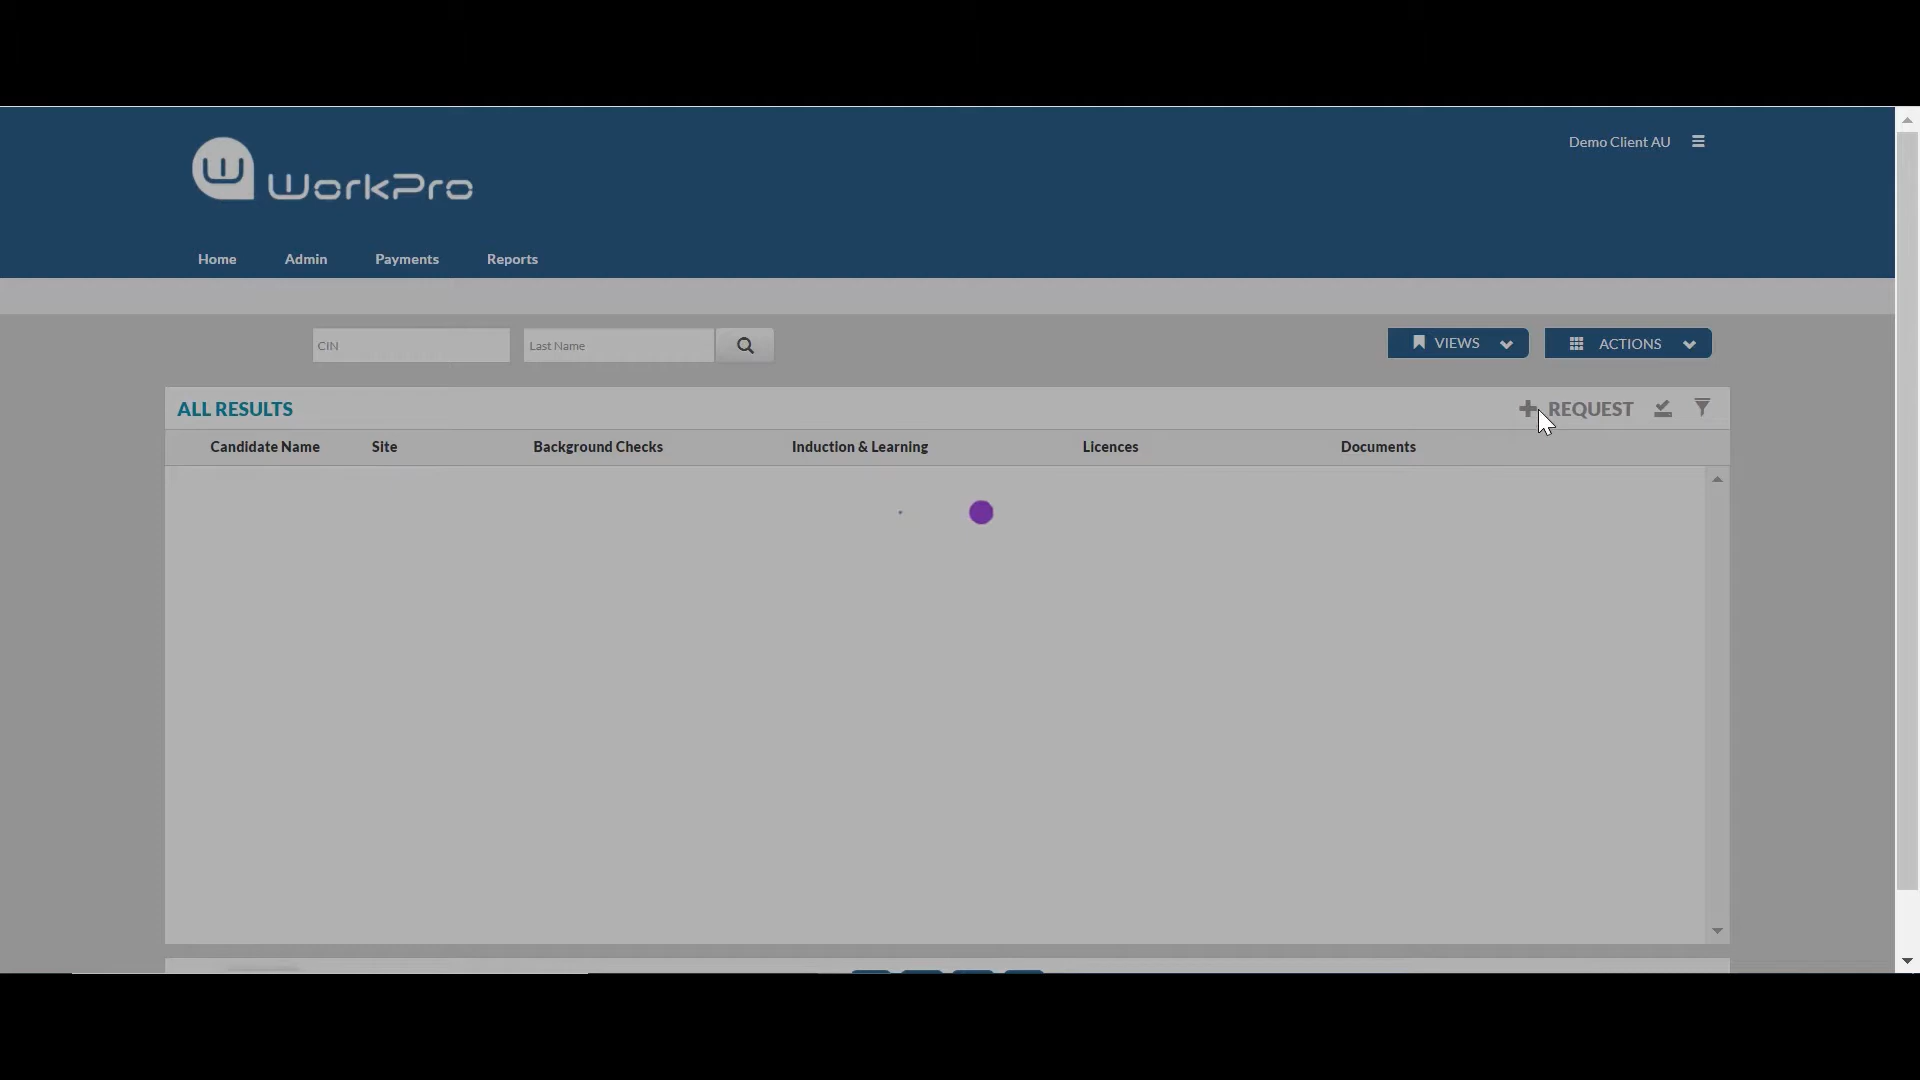 Demo Client AU
W WorkPro
Home Admin Payments Reports
CIN Last Name VIEWS ACTIONS
ALL RESULTS REQUEST
Candidate Name Site Background Checks Induction & Learning Licences Documents